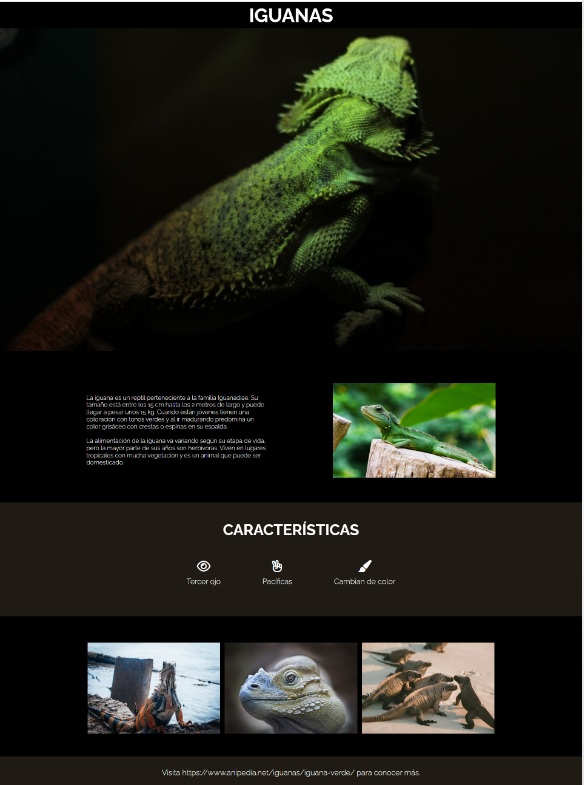 IGUANAS
La iguana es un reptil perteneciente a la familia Iguanadiae. Su
tamaño está entre los 15 cm hasta los 2 metros de largo y puede
llegar a pesar unos 15 kg. Cuando están jóvenes tienen una
coloración con tonos verdes y al ir madurando predomina un
color grisáceo con crestas o espinas en su espalda.
La alimentación de la iguana va variando según su etapa de vida,
pero la mayor parte de sus años son herbívoras. Viven en lugares
tropicales con mucha vegetación y es un animal que puede ser
domesticado.
CARACTERÍSTICAS
Tercer ojo
Pacíficas
Cambian de color
Visita https://www.anipedia.net/iguanas/iguana-verde/ para conocer más.